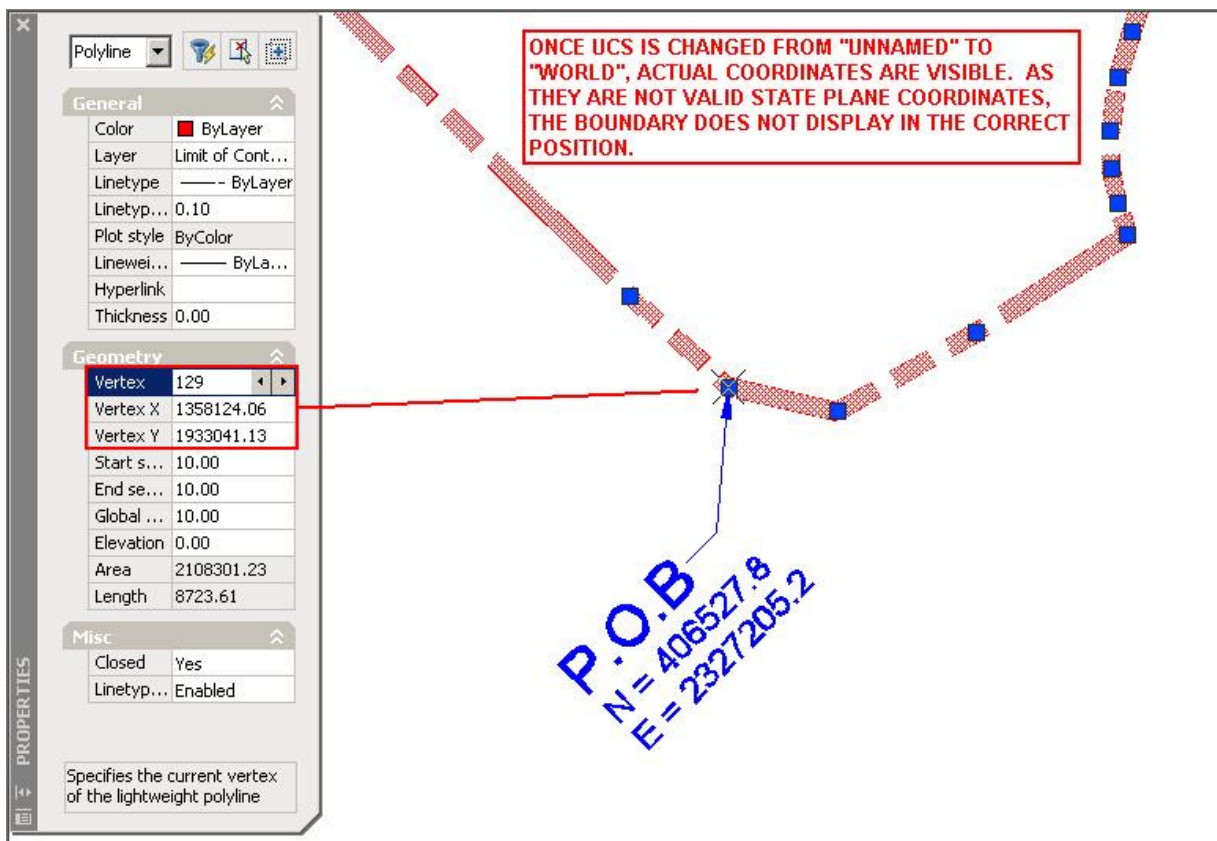 Polyline
General
Color ByLayer
Layer Limit of Cont...
Linetype ByLayer
Linetyp... 0.10
Plot style ByColor
Linewei... ByLa...
Hyperlink
Thickness 0.00
Geometry
Vertex 129
Vertex X 1358124.06
Vertex Y 1933041.13
Start s... 10.00
End se... 10.00
Global ... 10.00
Elevation 0.00
Area 2108301.23
Length 8723.61
Misc
Closed Yes
Linetyp... Enabled
Specifies the current vertex
of the lightweight polyline
PROPERTIES
ONCE UCS IS CHANGED FROM "UNNAMED" TO
"WORLD", ACTUAL COORDINATES ARE VISIBLE. AS
THEY ARE NOT VALID STATE PLANE COORDINATES,
THE BOUNDARY DOES NOT DISPLAY IN THE CORRECT
POSITION.
P.O.B
N = 406527.8
E = 2327205.2